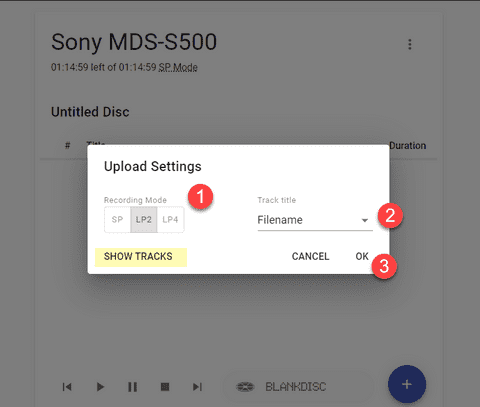 Sony MDS-S500
01:14:59 left of 01:14:59 SP Mode
Untitled Disc
# Title Duration
Upload Settings
Recording Mode 1 Track title
SP LP2 LP4 Filename 2
SHOW TRACKS CANCEL OK 3
BLANKDISC